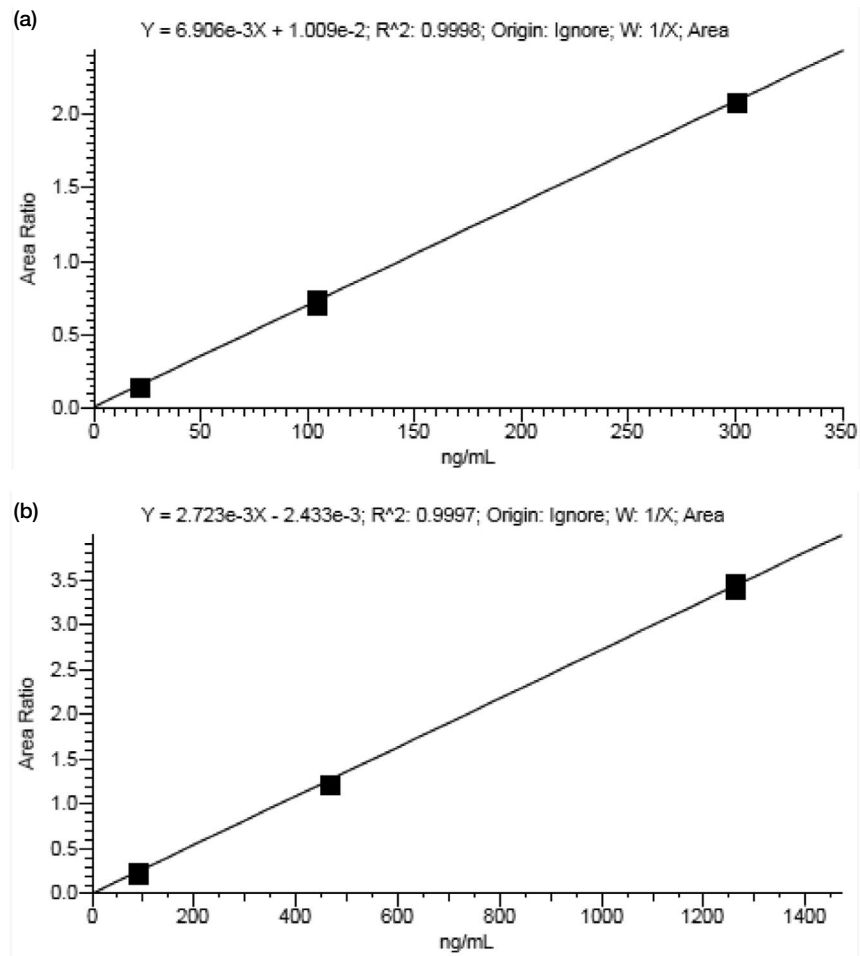 (a)
Y = 6.906e-3X + 1.009e-2; R^2: 0.9998; Origin: Ignore; W: 1/X; Area
2.0
1.5
1.0
0.5
0.0
Area Ratio
0 50 100 150 200 250 300 350
ng/mL
(b)
Y = 2.723e-3X - 2.433e-3; R^2: 0.9997; Origin: Ignore; W: 1/X; Area
3.5
3.0
2.5
2.0
1.5
1.0
0.5
0.0
Area Ratio
0 200 400 600 800 1000 1200 1400
ng/mL